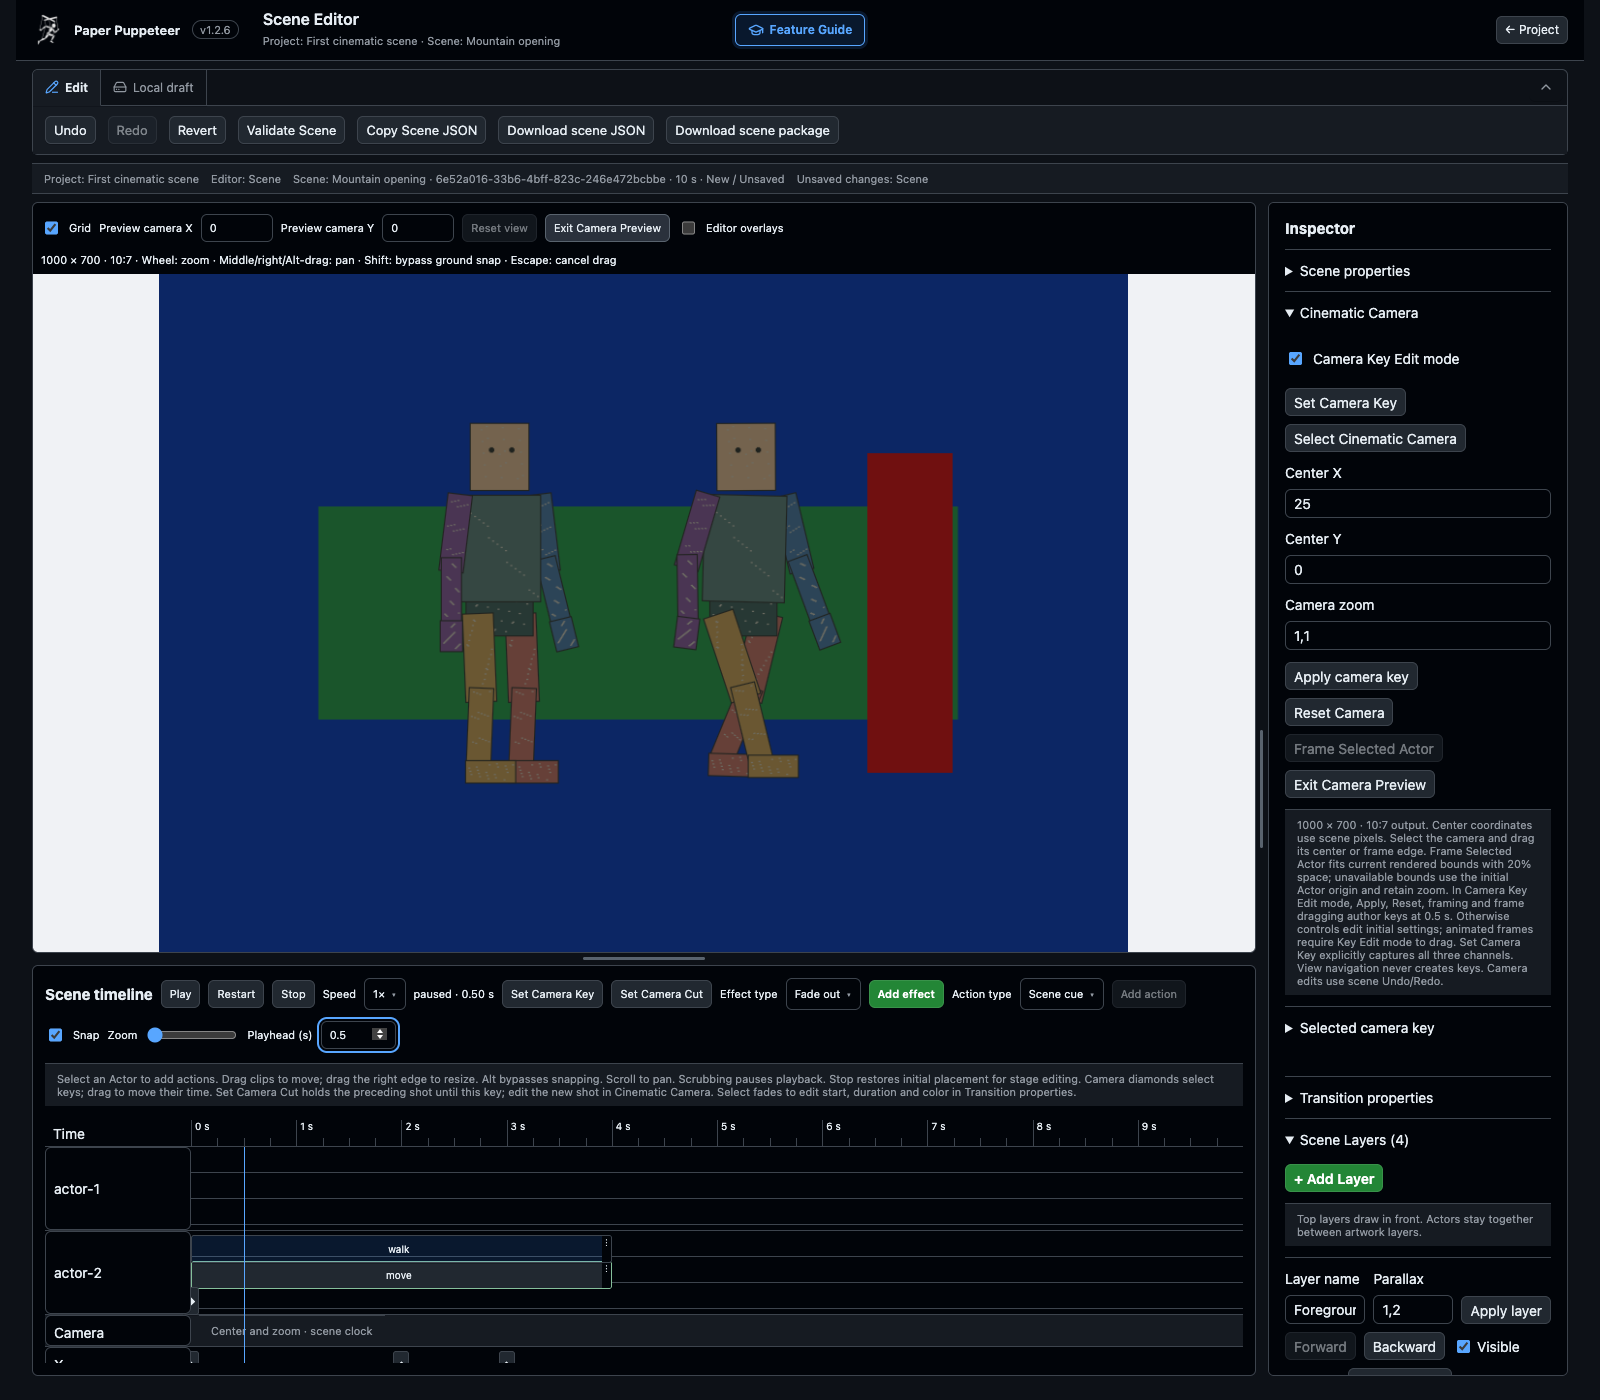 Paper Puppeteer v1.2.6
Scene Editor
Project: First cinematic scene · Scene: Mountain opening
Feature Guide
← Project
Edit
Local draft
Undo
Redo
Revert
Validate Scene
Copy Scene JSON
Download scene JSON
Download scene package
Project: First cinematic scene Editor: Scene Scene: Mountain opening · 6e52a016-33b6-4bff-823c-246e472bcbbe · 10 s · New / Unsaved Unsaved changes: Scene
Grid Preview camera X 0 Preview camera Y 0 Reset view Exit Camera Preview Editor overlays
1000 × 700 · 10:7 · Wheel: zoom · Middle/right/Alt-drag: pan · Shift: bypass ground snap · Escape: cancel drag
Inspector
Scene properties
Cinematic Camera
Camera Key Edit mode
Set Camera Key
Select Cinematic Camera
Center X
25
Center Y
0
Camera zoom
1,1
Apply camera key
Reset Camera
Frame Selected Actor
Exit Camera Preview
1000 × 700 · 10:7 output. Center coordinates
use scene pixels. Select the camera and drag
its center or frame edge. Frame Selected
Actor fits current rendered bounds with 20%
space; unavailable bounds use the initial
Actor origin and retain zoom. In Camera Key
Edit mode, Apply, Reset, framing and frame
dragging author keys at 0.5 s. Otherwise
controls edit initial settings; animated frames
require Key Edit mode to drag. Set Camera
Key explicitly captures all three channels.
View navigation never creates keys. Camera
edits use scene Undo/Redo.
Selected camera key
Transition properties
Scene Layers (4)
+ Add Layer
Top layers draw in front. Actors stay together
between artwork layers.
Layer name Parallax
Foregrour 1,2 Apply layer
Forward Backward Visible
Scene timeline Play Restart Stop Speed 1× paused · 0.50 s Set Camera Key Set Camera Cut Effect type Fade out Add effect Action type Scene cue Add action
Snap Zoom Playhead (s) 0.5
Select an Actor to add actions. Drag clips to move; drag the right edge to resize. Alt bypasses snapping. Scroll to pan. Scrubbing pauses playback. Stop restores initial placement for stage editing. Camera diamonds select
keys; drag to move their time. Set Camera Cut holds the preceding shot until this key; edit the new shot in Cinematic Camera. Select fades to edit start, duration and color in Transition properties.
Time 0 s 1 s 2 s 3 s 4 s 5 s 6 s 7 s 8 s 9 s
actor-1
walk
actor-2
move
Camera Center and zoom · scene clock